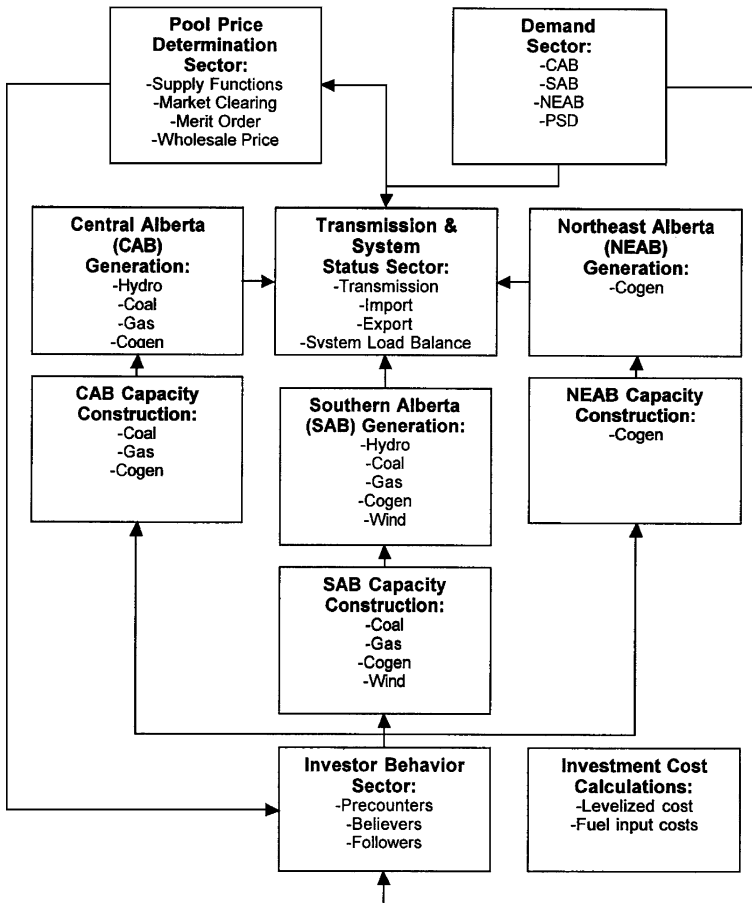 Pool Price
Determination
Sector:
-Supply Functions
-Market Clearing
-Merit Order
-Wholesale Price
Demand
Sector:
-CAB
-SAB
-NEAB
-PSD
Central Alberta
(CAB)
Generation:
-Hydro
-Coal
-Gas
-Cogen
Transmission &
System
Status Sector:
-Transmission
-Import
-Export
-System Load Balance
Northeast Alberta
(NEAB)
Generation:
-Cogen
CAB Capacity
Construction:
-Coal
-Gas
-Cogen
Southern Alberta
(SAB) Generation:
-Hydro
-Coal
-Gas
-Cogen
-Wind
NEAB Capacity
Construction:
-Cogen
SAB Capacity
Construction:
-Coal
-Gas
-Cogen
-Wind
Investor Behavior
Sector:
-Precounters
-Believers
-Followers
Investment Cost
Calculations:
-Levelized cost
-Fuel input costs